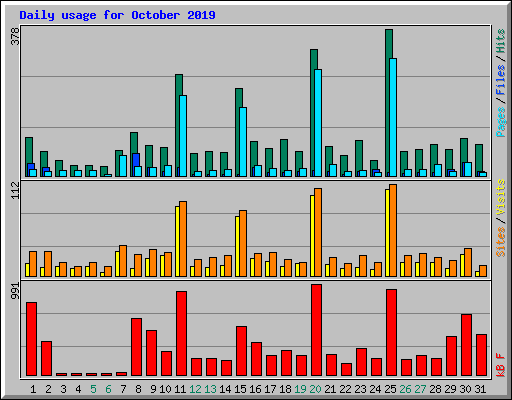 Daily usage for October 2019
378
Pages / Files / Hits
112
Sites / Visits
991
kB F
1 2 3 4 5 6 7 8 9 10 11 12 13 14 15 16 17 18 19 20 21 22 23 24 25 26 27 28 29 30 31